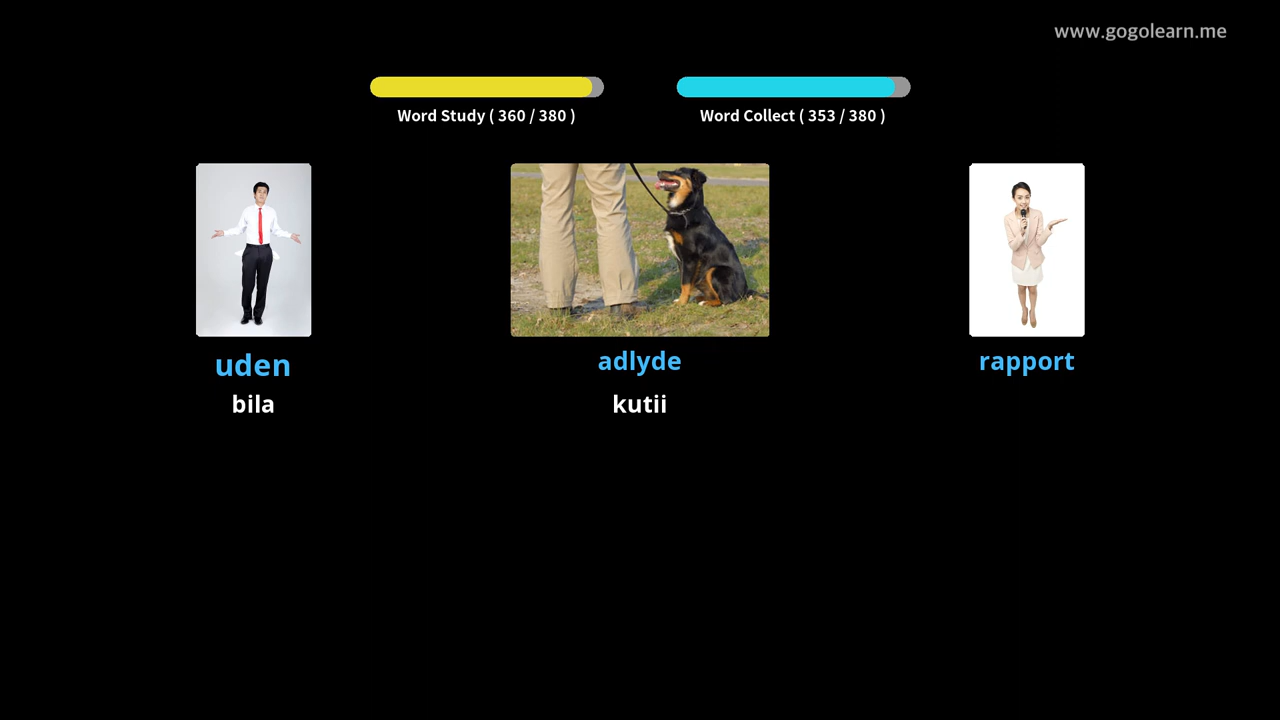 www.gogolearn.me
Word Study ( 360 / 380 )
Word Collect ( 353 / 380 )
uden
adlyde
rapport
bila
kutii